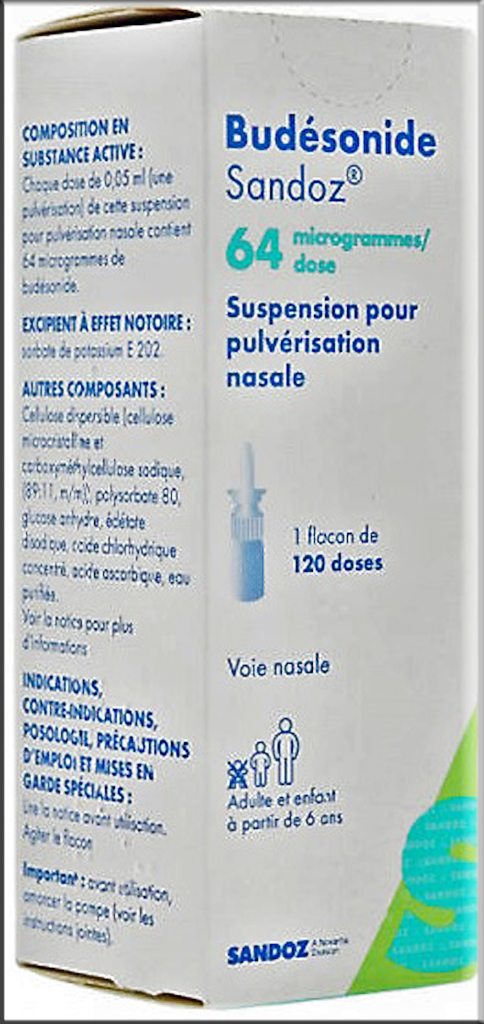 COMPOSITION EN
SUBSTANCE ACTIVE :
Chaque dose de 0,05 ml (une
pulvérisation) de cette suspension
pour pulvérisation nasale contient
64 microgrammes de
budésonide.
EXCIPIENT À EFFET NOTOIRE :
sorbate de potassium E 202.
AUTRES COMPOSANTS :
Cellulose dispersible (cellulose
microcristalline et
carboxyméthylcellulose sodique,
(89:11, m/m)), polysorbate 80,
glucose anhydre, édétate
disodique, acide chlorhydrique
concentré, acide ascorbique, eau
purifiée.
Voir la notice pour plus
d'informations
INDICATIONS,
CONTRE-INDICATIONS,
POSOLOGIE, PRÉCAUTIONS
D'EMPLOI ET MISES EN
GARDE SPÉCIALES :
Lire la notice avant utilisation.
Agiter le flacon
Important : avant utilisation,
amorcer la pompe (voir les
instructions jointes).
Budésonide
Sandoz®
64 microgrammes/
dose
Suspension pour
pulvérisation
nasale
1 flacon de
120 doses
Voie nasale
Adulte et enfant
à partir de 6 ans
SANDOZ A Novartis
Division